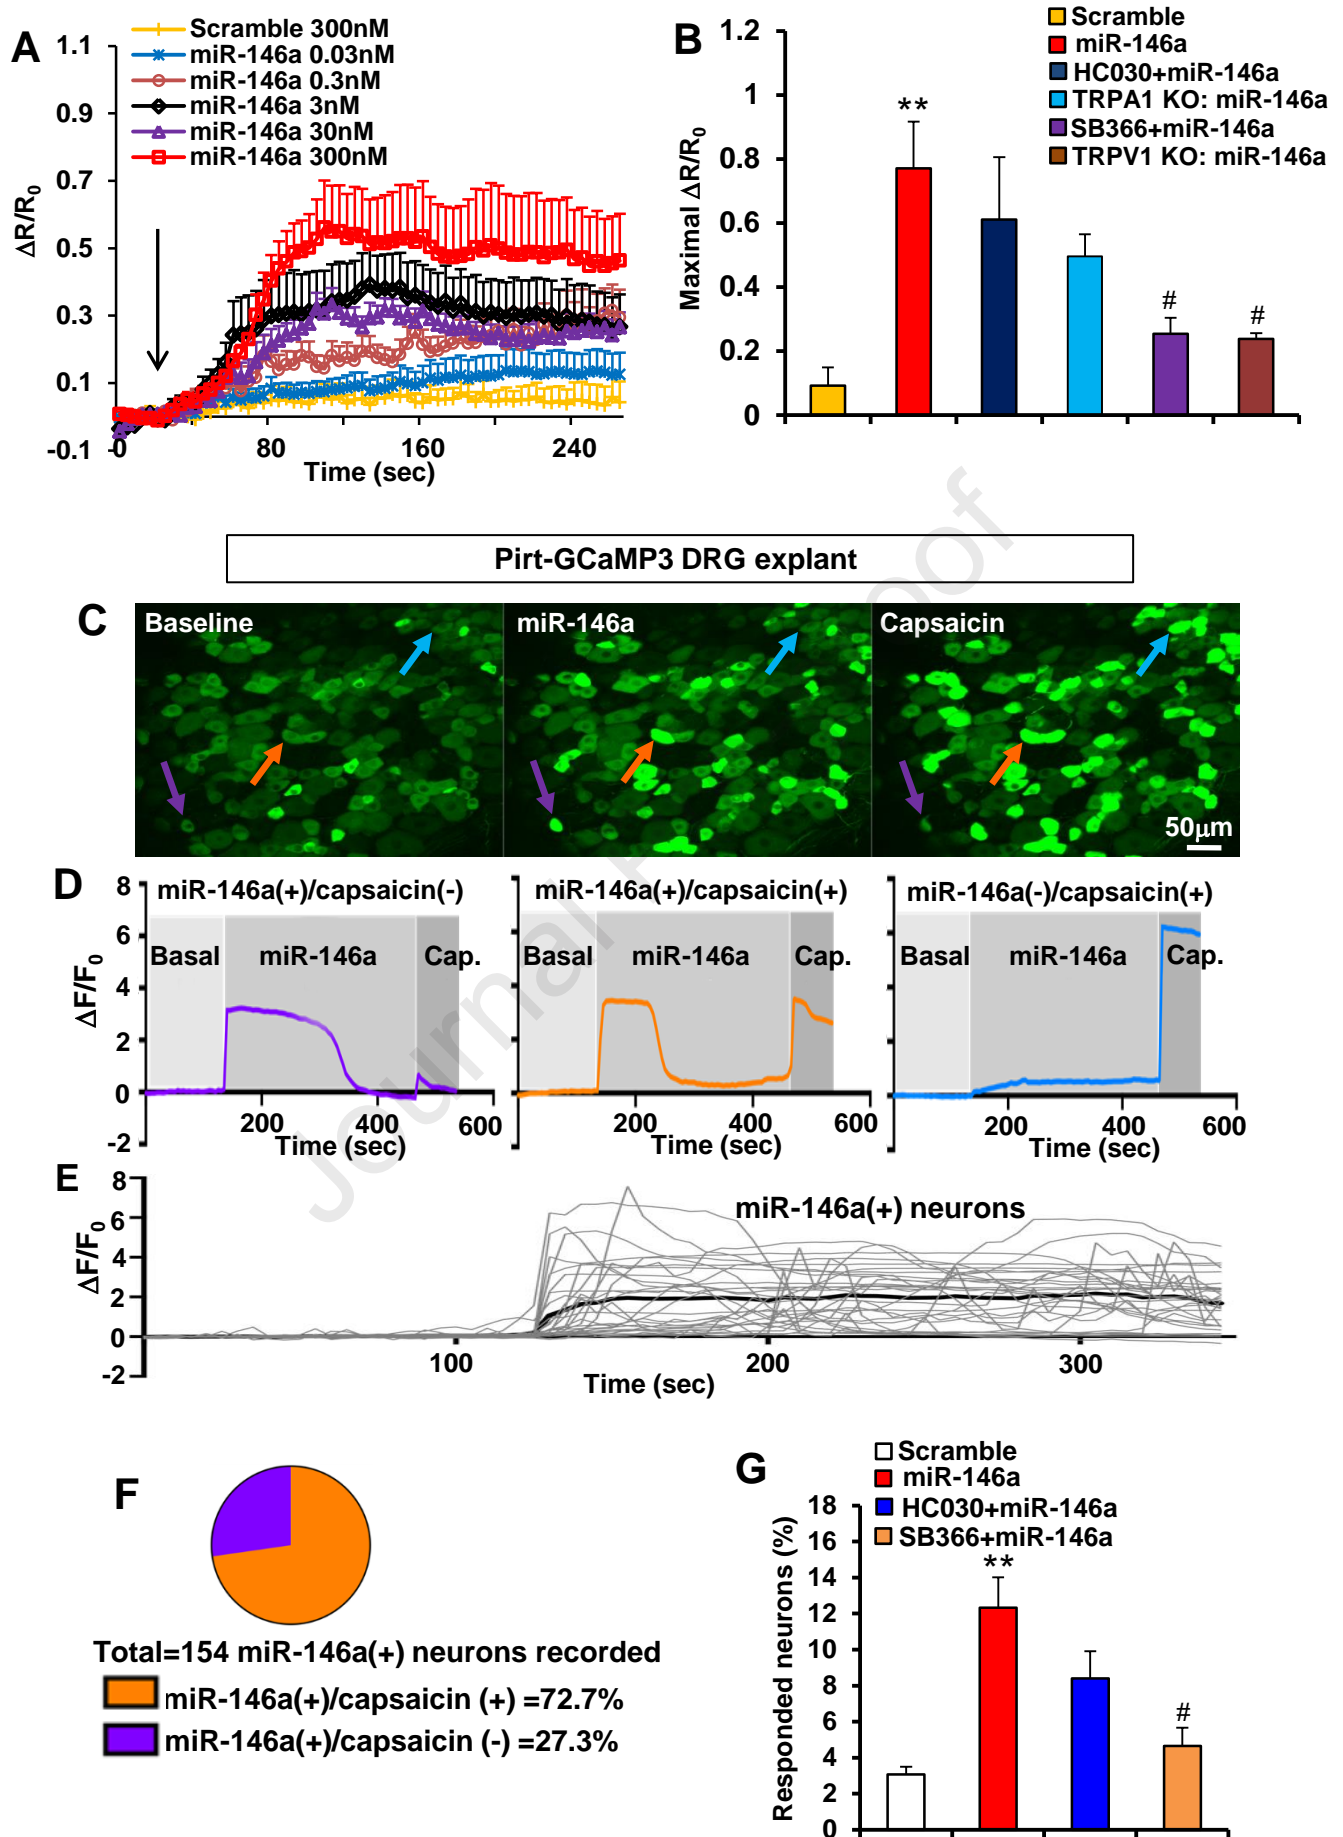 A
Scramble 300nM
miR-146a 0.03nM
miR-146a 0.3nM
miR-146a 3nM
miR-146a 30nM
miR-146a 300nM
ΔR/R0
1.1
0.9
0.7
0.5
0.3
0.1
-0.1
0
80
160
240
Time (sec)
B
Scramble
miR-146a
HC030+miR-146a
TRPA1 KO: miR-146a
SB366+miR-146a
TRPV1 KO: miR-146a
Maximal ΔR/R0
1.2
1
0.8
0.6
0.4
0.2
0
**
#
#
Pirt-GCaMP3 DRG explant
C
Baseline
miR-146a
Capsaicin
50μm
D
miR-146a(+)/capsaicin(-)
miR-146a(+)/capsaicin(+)
miR-146a(-)/capsaicin(+)
ΔF/F0
8
6
4
2
0
-2
Basal
miR-146a
Cap.
200
400
600
Time (sec)
Basal
miR-146a
Cap.
200
400
600
Time (sec)
Basal
miR-146a
Cap.
200
400
600
Time (sec)
E
ΔF/F0
8
6
4
2
0
-2
miR-146a(+) neurons
100
200
300
Time (sec)
F
Total=154 miR-146a(+) neurons recorded
miR-146a(+)/capsaicin (+) =72.7%
miR-146a(+)/capsaicin (-) =27.3%
G
Scramble
miR-146a
HC030+miR-146a
SB366+miR-146a
Responded neurons (%)
18
16
14
12
10
8
6
4
2
0
**
#